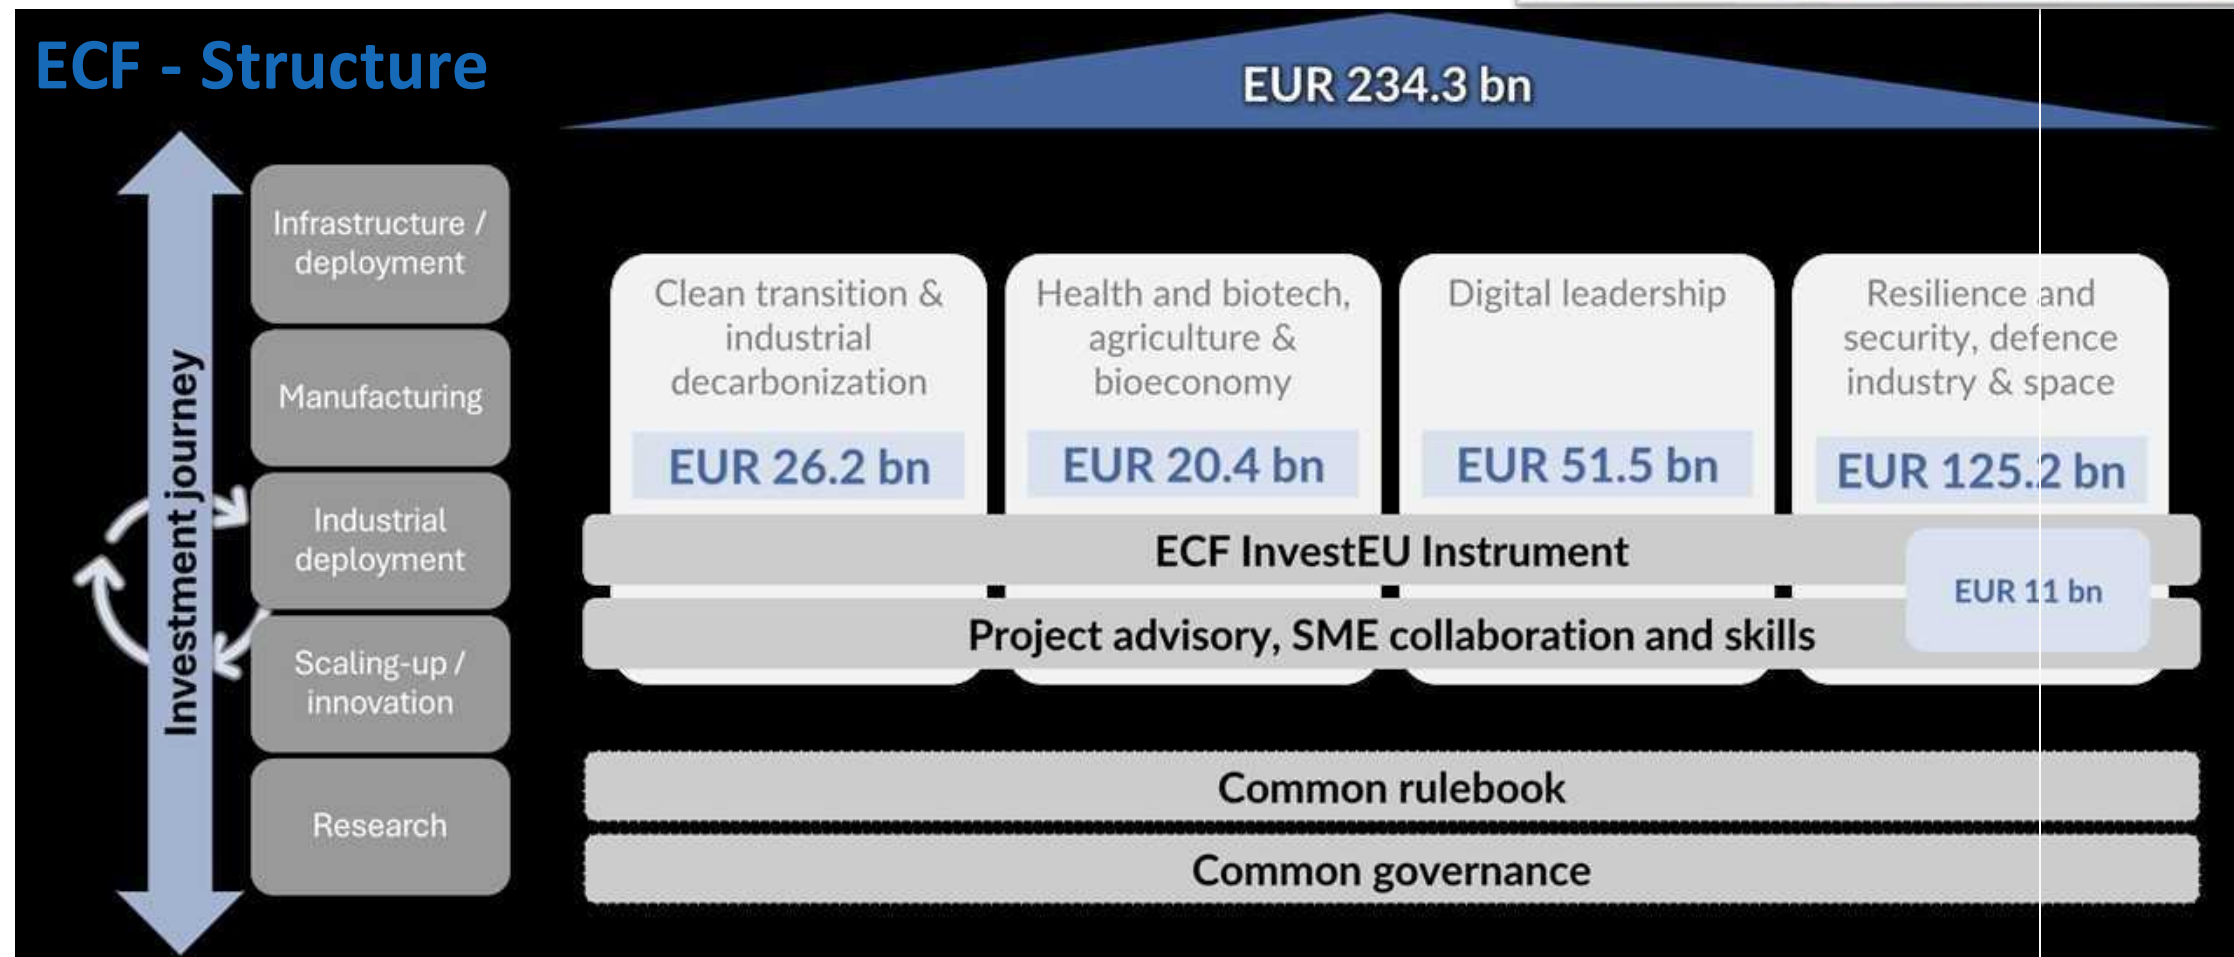 ECF - Structure
EUR 234.3 bn
Investment journey
Infrastructure /
deployment
Manufacturing
Industrial
deployment
Scaling-up /
innovation
Research
Clean transition &
industrial
decarbonization
EUR 26.2 bn
Health and biotech,
agriculture &
bioeconomy
EUR 20.4 bn
Digital leadership
EUR 51.5 bn
Resilience and
security, defence
industry & space
EUR 125.2 bn
ECF InvestEU Instrument
Project advisory, SME collaboration and skills
EUR 11 bn
Common rulebook
Common governance